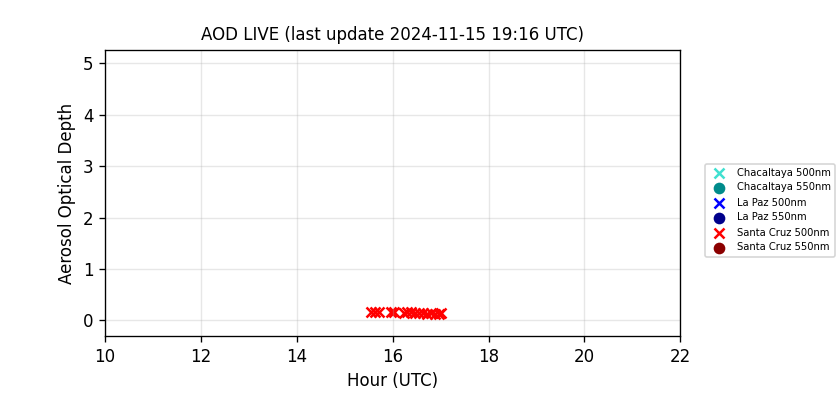 AOD LIVE (last update 2024-11-15 19:16 UTC)
Aerosol Optical Depth
5
4
3
2
1
0
10 12 14 16 18 20 22
Hour (UTC)
Chacaltaya 500nm
Chacaltaya 550nm
La Paz 500nm
La Paz 550nm
Santa Cruz 500nm
Santa Cruz 550nm